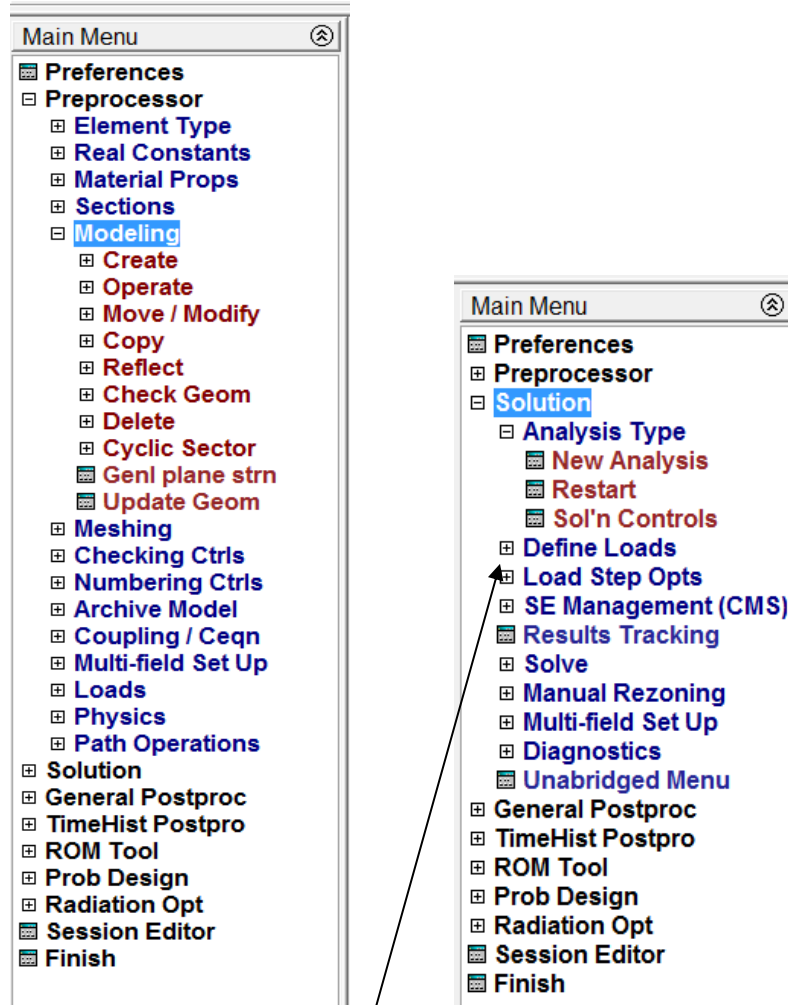 Main Menu
Preferences
Preprocessor
Element Type
Real Constants
Material Props
Sections
Modeling
Create
Operate
Move / Modify
Copy
Reflect
Check Geom
Delete
Cyclic Sector
Genl plane strn
Update Geom
Meshing
Checking Ctrls
Numbering Ctrls
Archive Model
Coupling / Ceqn
Multi-field Set Up
Loads
Physics
Path Operations
Solution
General Postproc
TimeHist Postpro
ROM Tool
Prob Design
Radiation Opt
Session Editor
Finish
Main Menu
Preferences
Preprocessor
Solution
Analysis Type
New Analysis
Restart
Sol'n Controls
Define Loads
Load Step Opts
SE Management (CMS)
Results Tracking
Solve
Manual Rezoning
Multi-field Set Up
Diagnostics
Unabridged Menu
General Postproc
TimeHist Postpro
ROM Tool
Prob Design
Radiation Opt
Session Editor
Finish